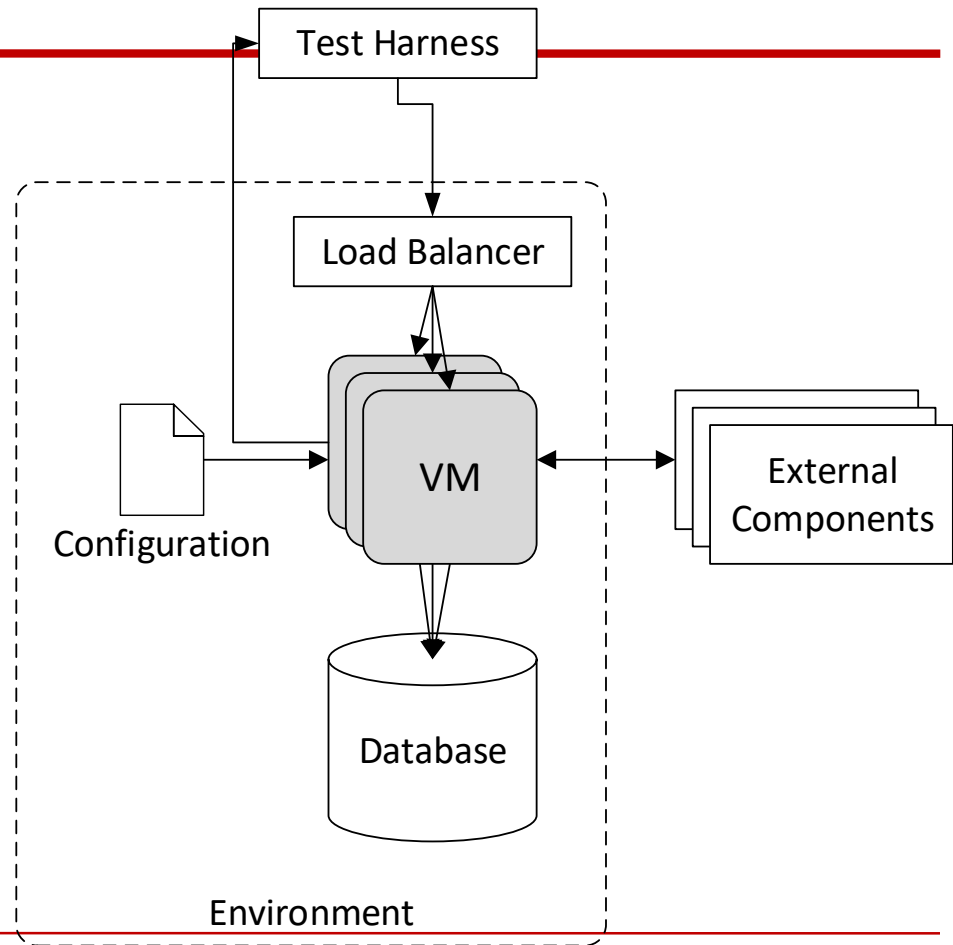 Test Harness
Load Balancer
VM
External
Components
Configuration
Database
Environment